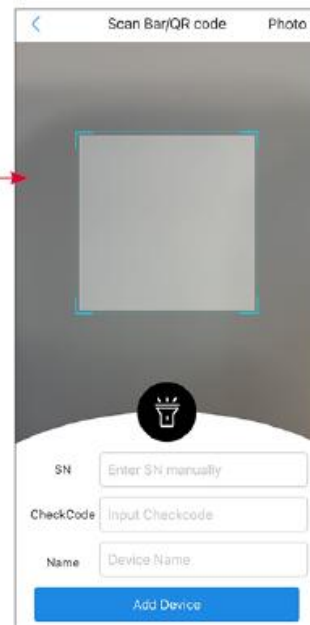 Scan Bar/QR code Photo
SN Enter SN manually
CheckCode Input Checkcode
Name Device Name
Add Device